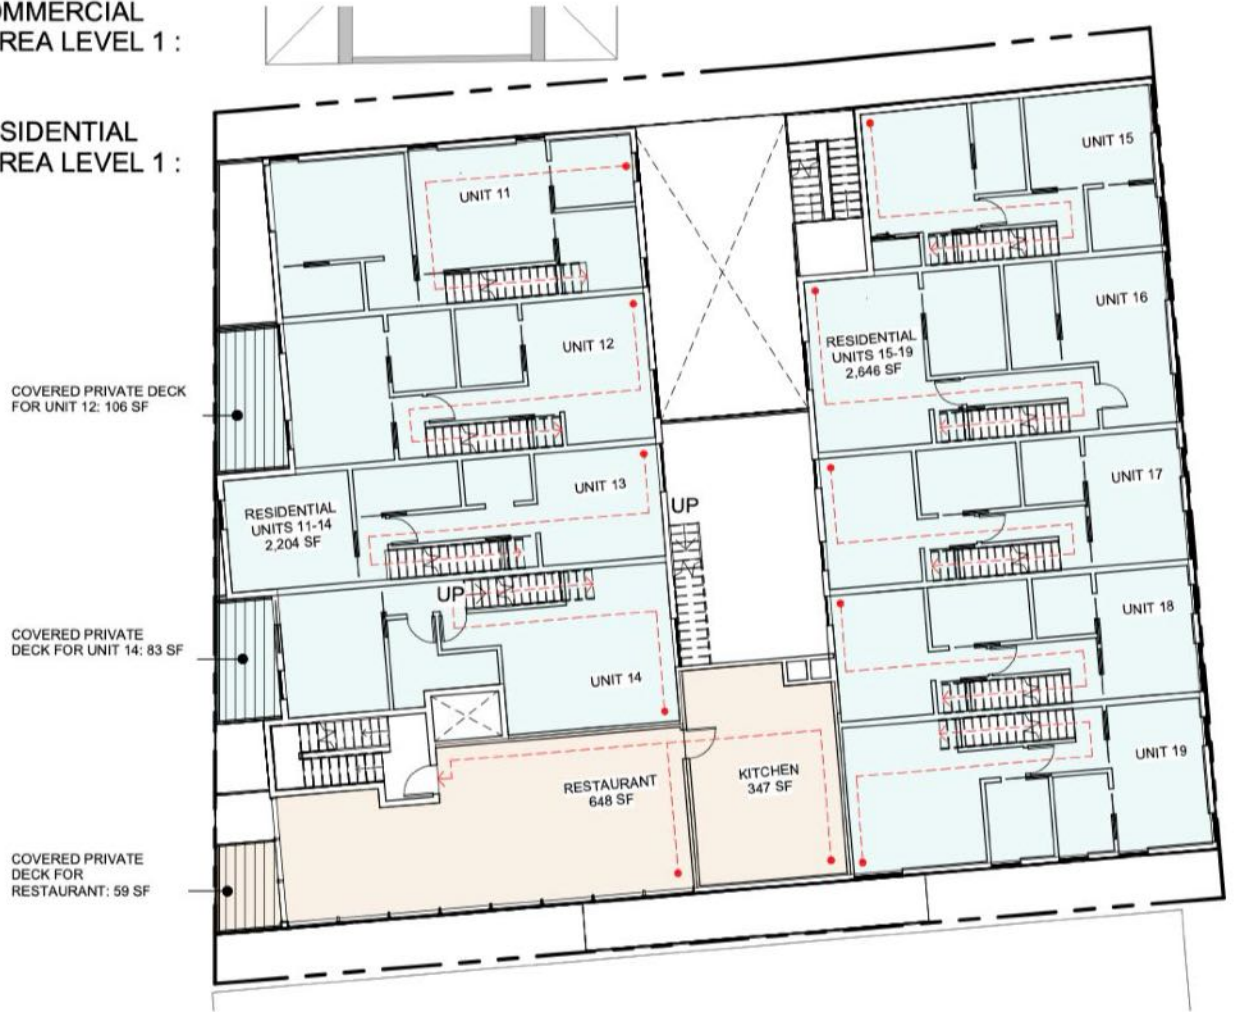 OMMERCIAL
REA LEVEL 1 :
SIDENTIAL
REA LEVEL 1 :
UNIT 11
UNIT 15
UNIT 12
UNIT 16
RESIDENTIAL
UNITS 15-19
2,646 SF
COVERED PRIVATE DECK
FOR UNIT 12: 106 SF
UNIT 13
UNIT 17
RESIDENTIAL
UNITS 11-14
2,204 SF
UP
UP
UNIT 18
COVERED PRIVATE
DECK FOR UNIT 14: 83 SF
UNIT 14
UNIT 19
RESTAURANT
648 SF
KITCHEN
347 SF
COVERED PRIVATE
DECK FOR
RESTAURANT: 59 SF